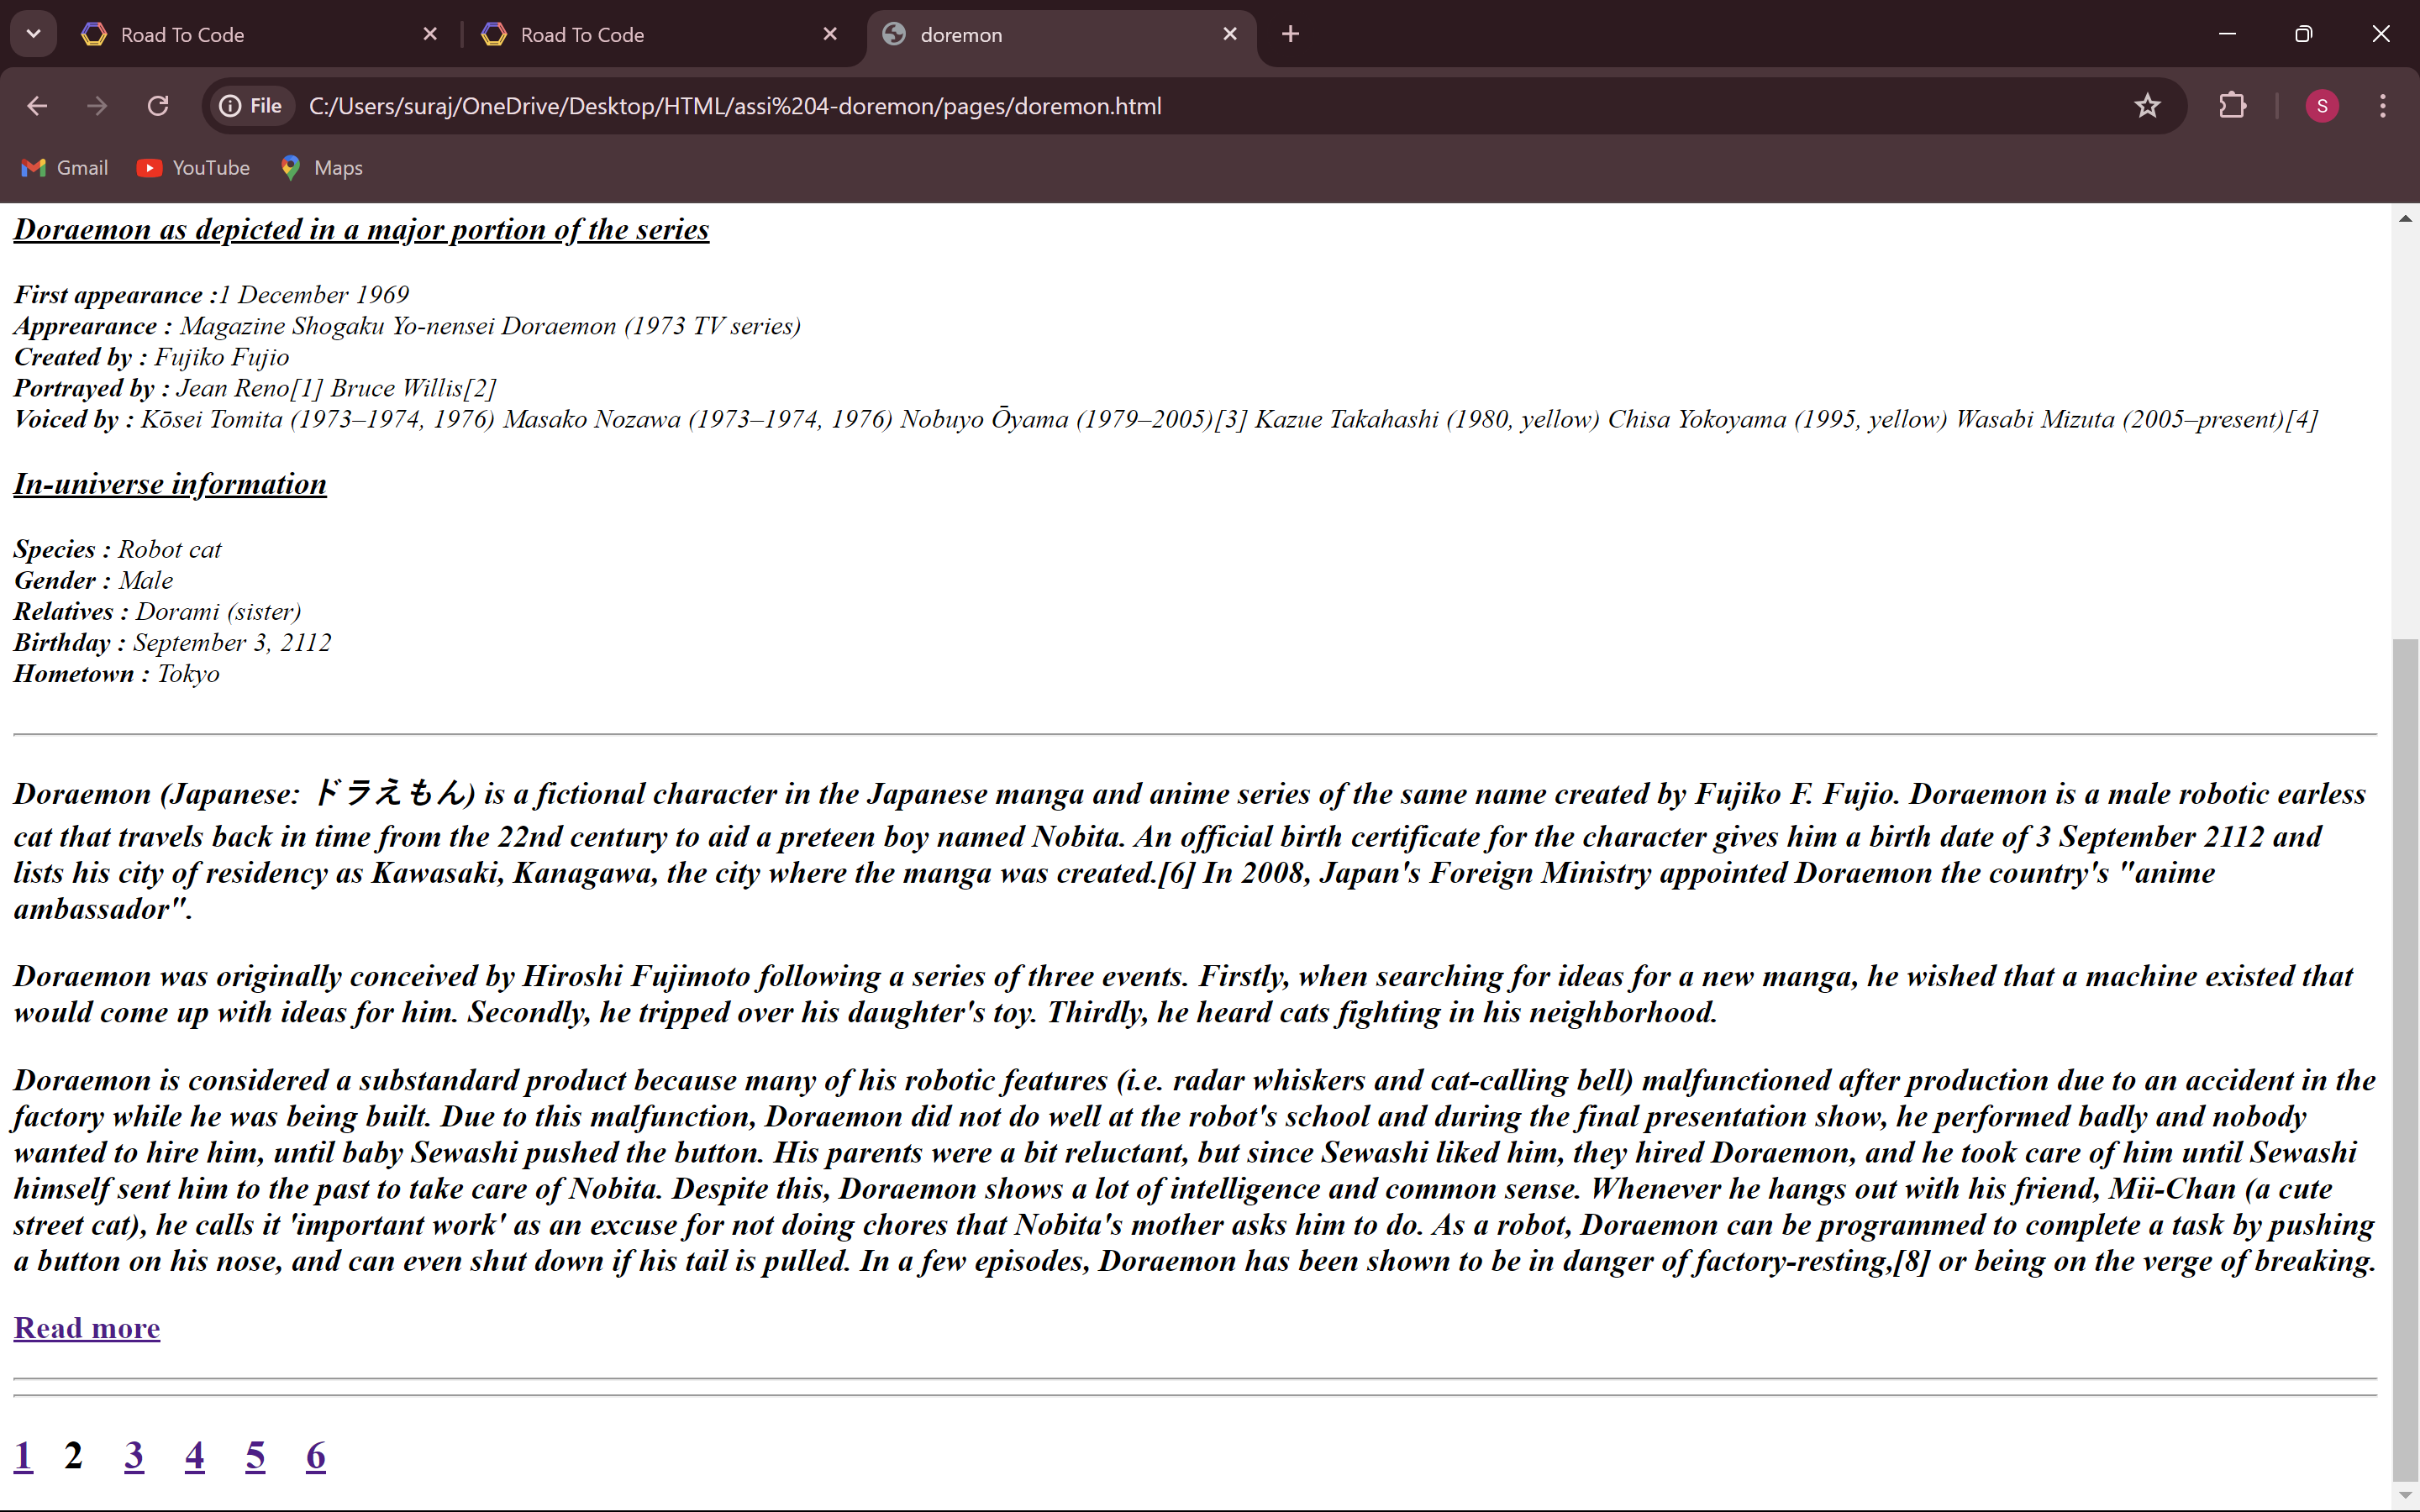 Road To Code
Road To Code
doremon
File C:/Users/suraj/OneDrive/Desktop/HTML/assi%204-doremon/pages/doremon.html
S
Gmail YouTube Maps
Doraemon as depicted in a major portion of the series
First appearance :1 December 1969
Apprearance : Magazine Shogaku Yo-nensei Doraemon (1973 TV series)
Created by : Fujiko Fujio
Portrayed by : Jean Reno[1] Bruce Willis[2]
Voiced by : Kōsei Tomita (1973–1974, 1976) Masako Nozawa (1973–1974, 1976) Nobuyo Ōyama (1979–2005)[3] Kazue Takahashi (1980, yellow) Chisa Yokoyama (1995, yellow) Wasabi Mizuta (2005–present)[4]
In-universe information
Species : Robot cat
Gender : Male
Relatives : Dorami (sister)
Birthday : September 3, 2112
Hometown : Tokyo
Doraemon (Japanese: ドラえもん) is a fictional character in the Japanese manga and anime series of the same name created by Fujiko F. Fujio. Doraemon is a male robotic earless
cat that travels back in time from the 22nd century to aid a preteen boy named Nobita. An official birth certificate for the character gives him a birth date of 3 September 2112 and
lists his city of residency as Kawasaki, Kanagawa, the city where the manga was created.[6] In 2008, Japan's Foreign Ministry appointed Doraemon the country's "anime
ambassador".
Doraemon was originally conceived by Hiroshi Fujimoto following a series of three events. Firstly, when searching for ideas for a new manga, he wished that a machine existed that
would come up with ideas for him. Secondly, he tripped over his daughter's toy. Thirdly, he heard cats fighting in his neighborhood.
Doraemon is considered a substandard product because many of his robotic features (i.e. radar whiskers and cat-calling bell) malfunctioned after production due to an accident in the
factory while he was being built. Due to this malfunction, Doraemon did not do well at the robot's school and during the final presentation show, he performed badly and nobody
wanted to hire him, until baby Sewashi pushed the button. His parents were a bit reluctant, but since Sewashi liked him, they hired Doraemon, and he took care of him until Sewashi
himself sent him to the past to take care of Nobita. Despite this, Doraemon shows a lot of intelligence and common sense. Whenever he hangs out with his friend, Mii-Chan (a cute
street cat), he calls it 'important work' as an excuse for not doing chores that Nobita's mother asks him to do. As a robot, Doraemon can be programmed to complete a task by pushing
a button on his nose, and can even shut down if his tail is pulled. In a few episodes, Doraemon has been shown to be in danger of factory-resting,[8] or being on the verge of breaking.
Read more
1 2 3 4 5 6